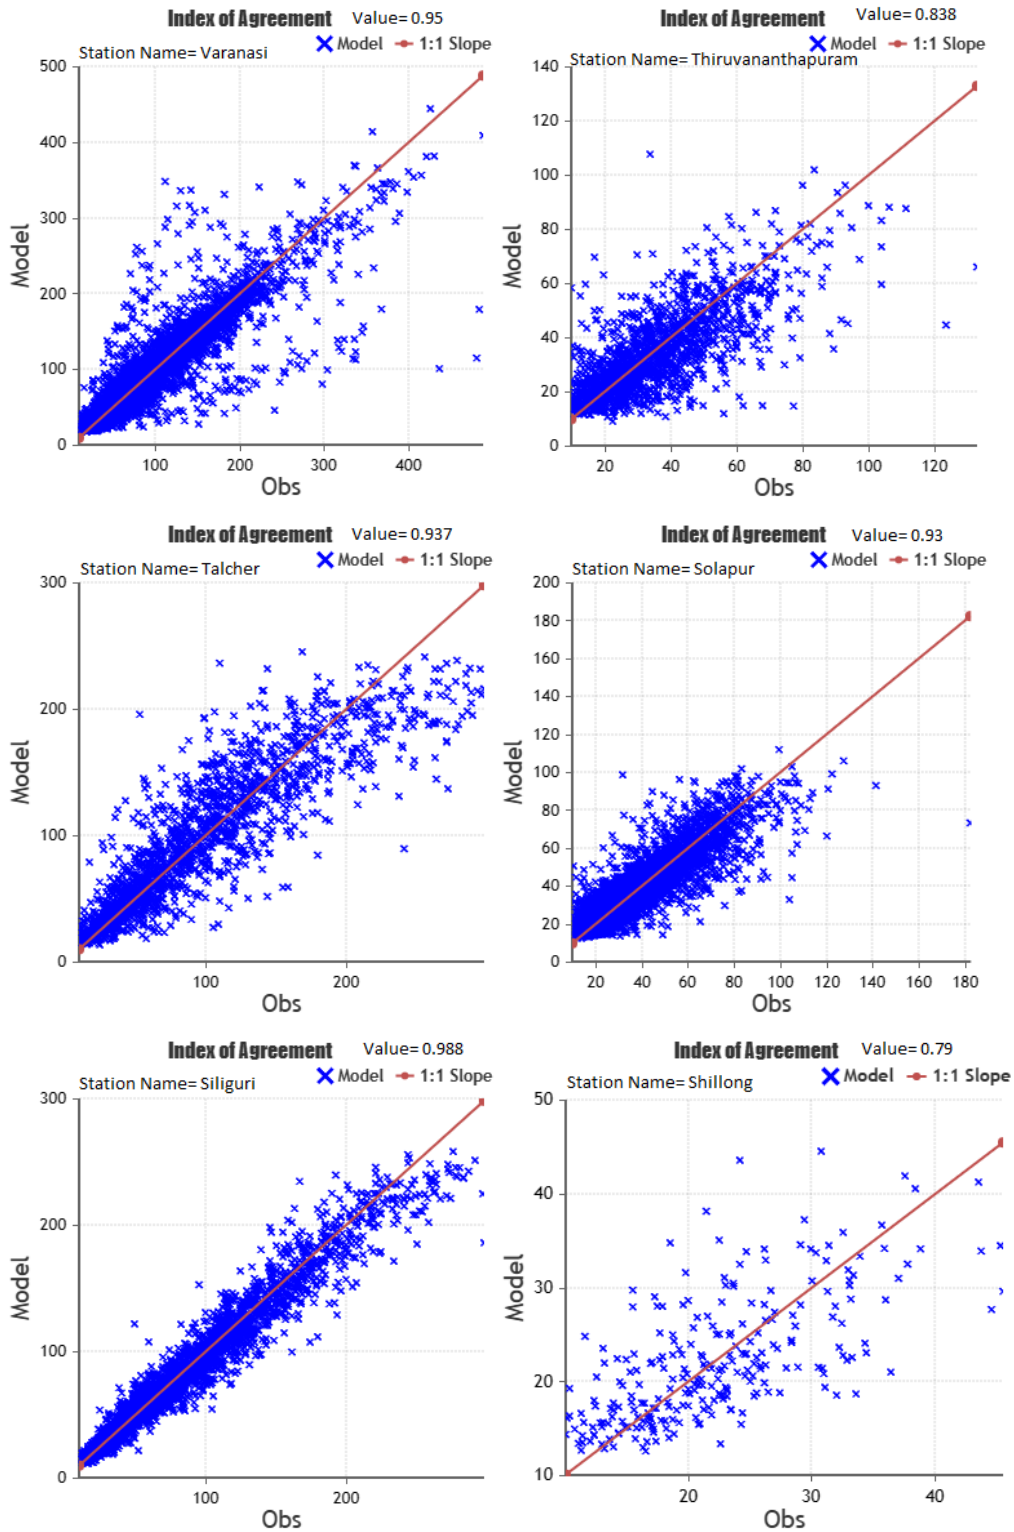 Index of Agreement Value= 0.95
Model 1:1 Slope
Station Name= Varanasi
500
400
300
200
100
0
Model
100 200 300 400
Obs
Index of Agreement Value= 0.838
Model 1:1 Slope
Station Name= Thiruvananthapuram
140
120
100
80
60
40
20
0
Model
20 40 60 80 100 120
Obs
Index of Agreement Value= 0.937
Model 1:1 Slope
Station Name= Talcher
300
200
100
0
Model
100 200
Obs
Index of Agreement Value= 0.93
Model 1:1 Slope
Station Name= Solapur
200
180
160
140
120
100
80
60
40
20
0
Model
20 40 60 80 100 120 140 160 180
Obs
Index of Agreement Value= 0.988
Model 1:1 Slope
Station Name= Siliguri
300
200
100
0
Model
100 200
Obs
Index of Agreement Value= 0.79
Model 1:1 Slope
Station Name= Shillong
50
40
30
20
10
Model
20 30 40
Obs